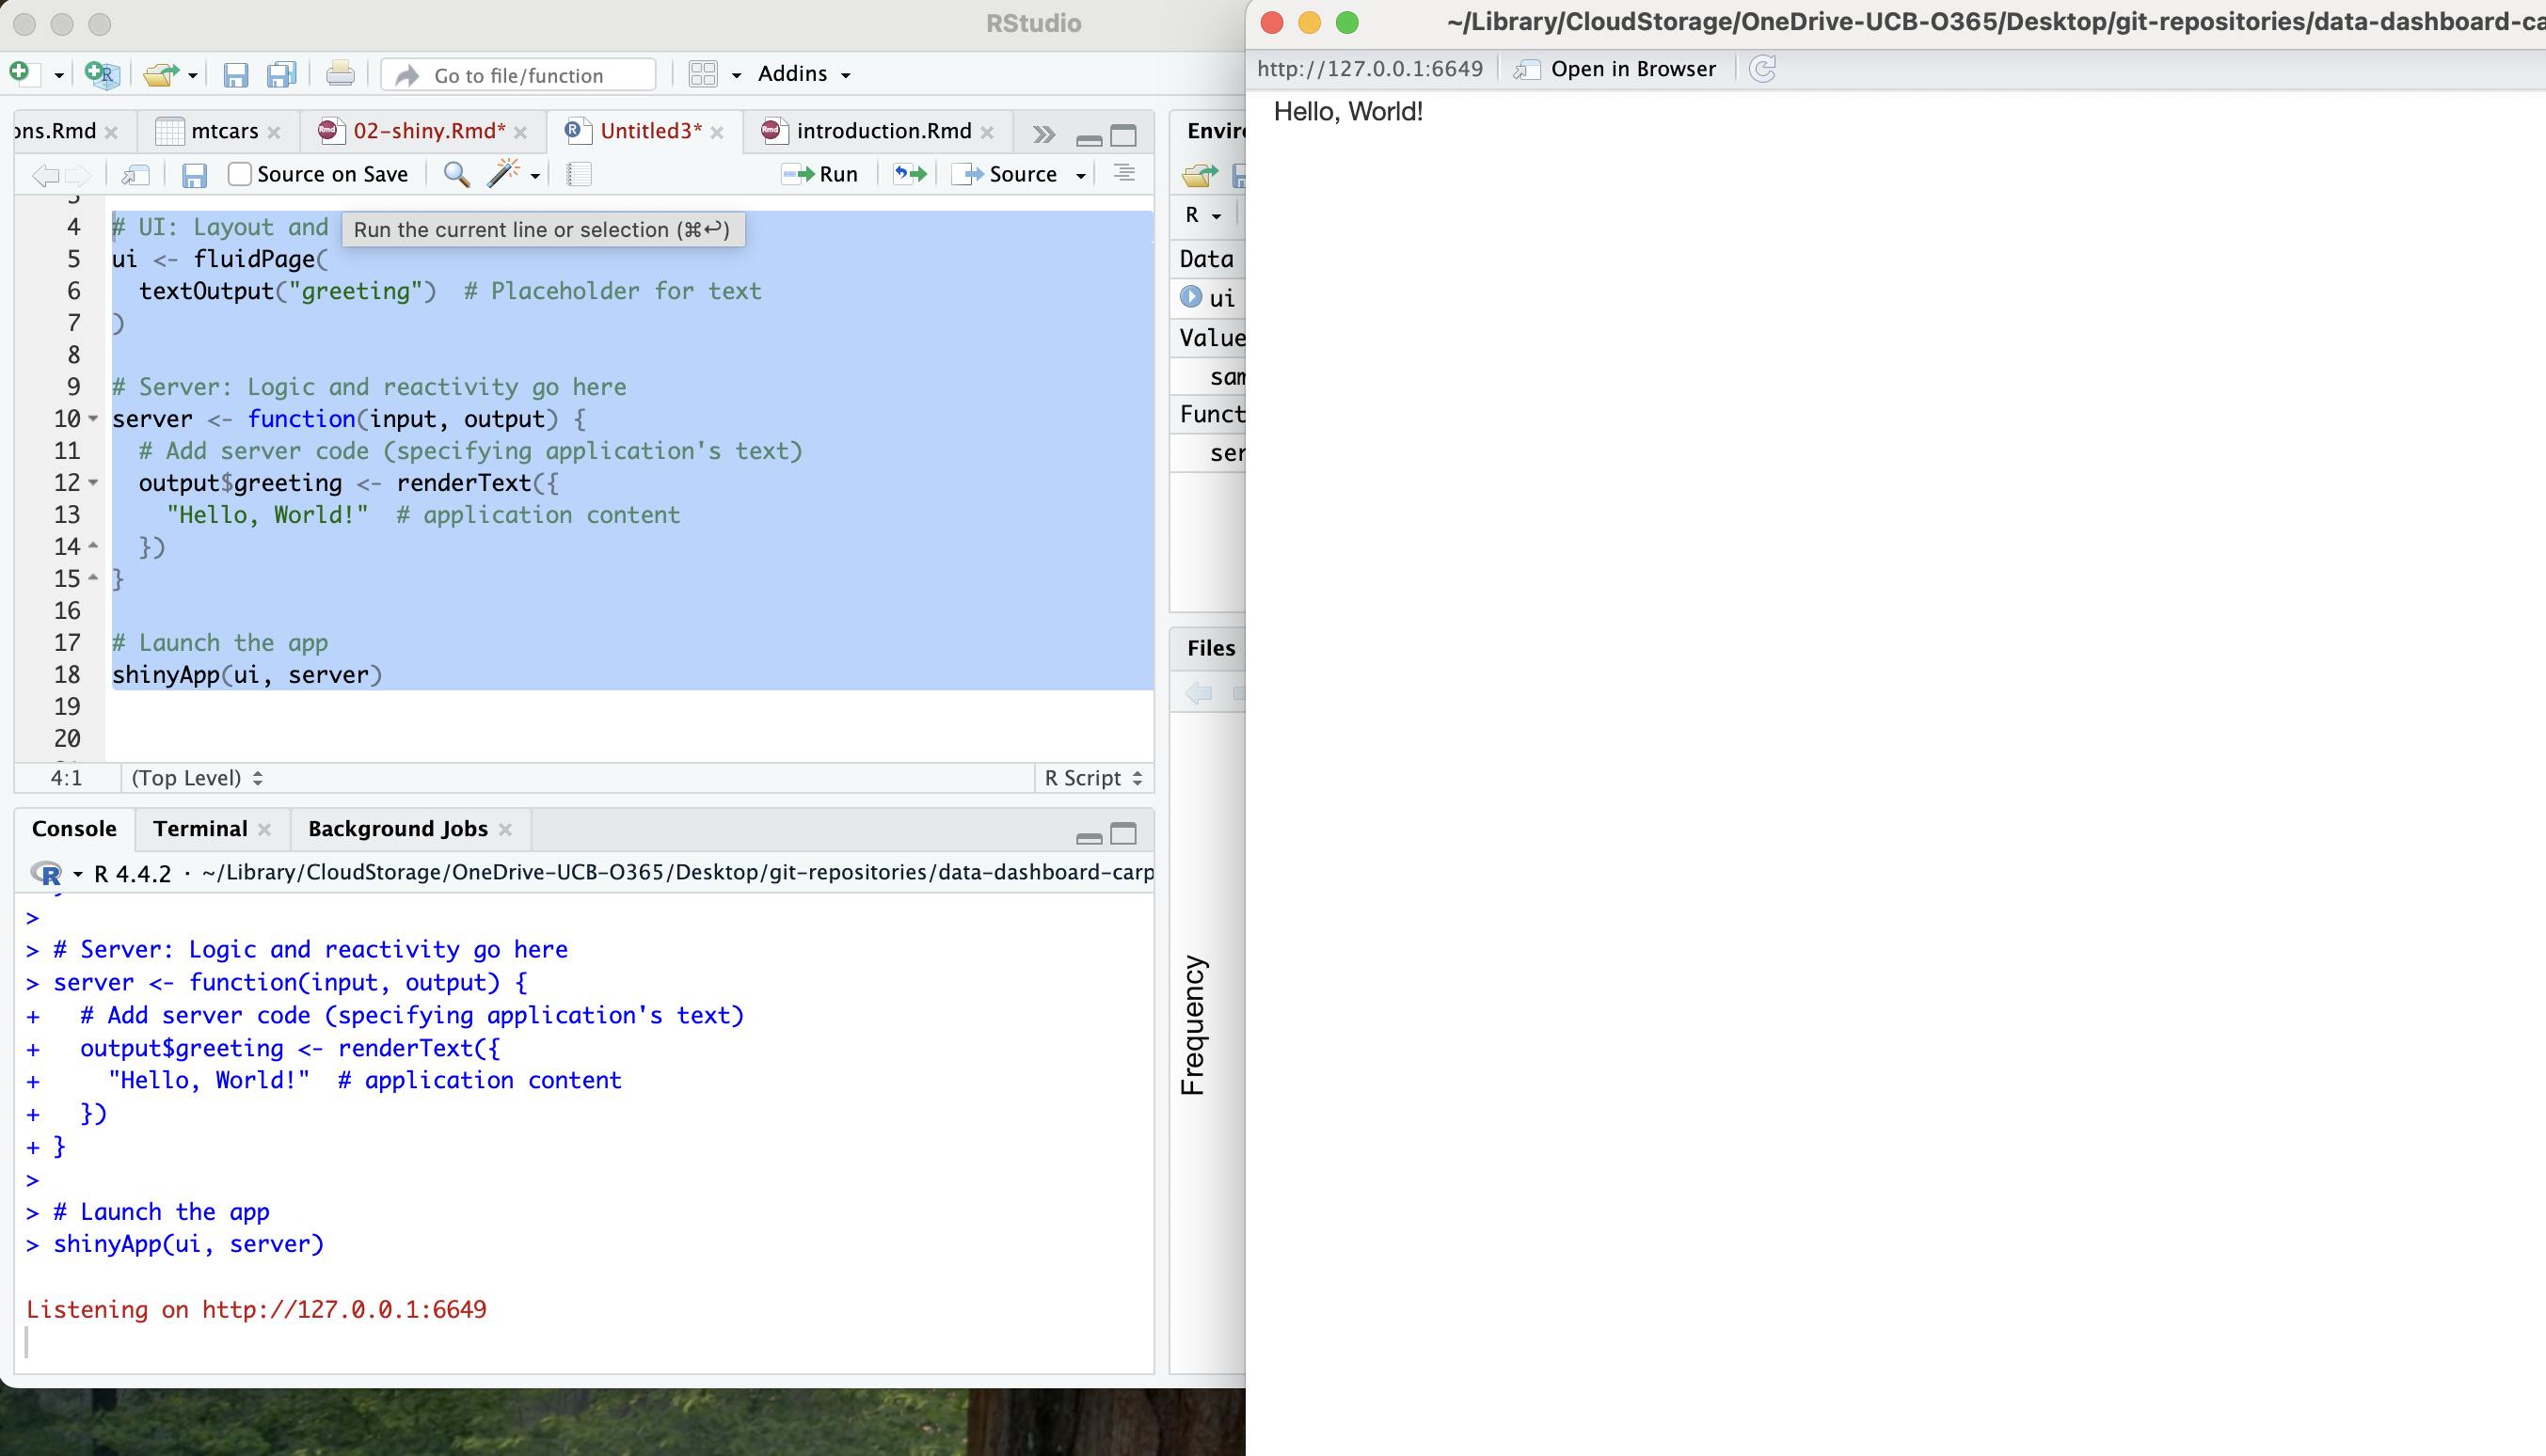 RStudio
Go to file/function
Addins
ons.Rmd
mtcars
02-shiny.Rmd*
Untitled3*
introduction.Rmd
Source on Save
Run
Source
4 # UI: Layout and
Run the current line or selection (⌘↩)
5 ui <- fluidPage(
6   textOutput("greeting")  # Placeholder for text
7 )
8
9 # Server: Logic and reactivity go here
10 server <- function(input, output) {
11   # Add server code (specifying application's text)
12   output$greeting <- renderText({
13     "Hello, World!"  # application content
14   })
15 }
16
17 # Launch the app
18 shinyApp(ui, server)
19
20
4:1
(Top Level)
R Script
Console
Terminal
Background Jobs
R 4.4.2 · ~/Library/CloudStorage/OneDrive-UCB-O365/Desktop/git-repositories/data-dashboard-carp
>
> # Server: Logic and reactivity go here
> server <- function(input, output) {
+   # Add server code (specifying application's text)
+   output$greeting <- renderText({
+     "Hello, World!"  # application content
+   })
+ }
>
> # Launch the app
> shinyApp(ui, server)
Listening on http://127.0.0.1:6649
Enviro
R
Data
ui
Value
sam
Funct
ser
Files
Frequency
~/Library/CloudStorage/OneDrive-UCB-O365/Desktop/git-repositories/data-dashboard-ca
http://127.0.0.1:6649
Open in Browser
Hello, World!